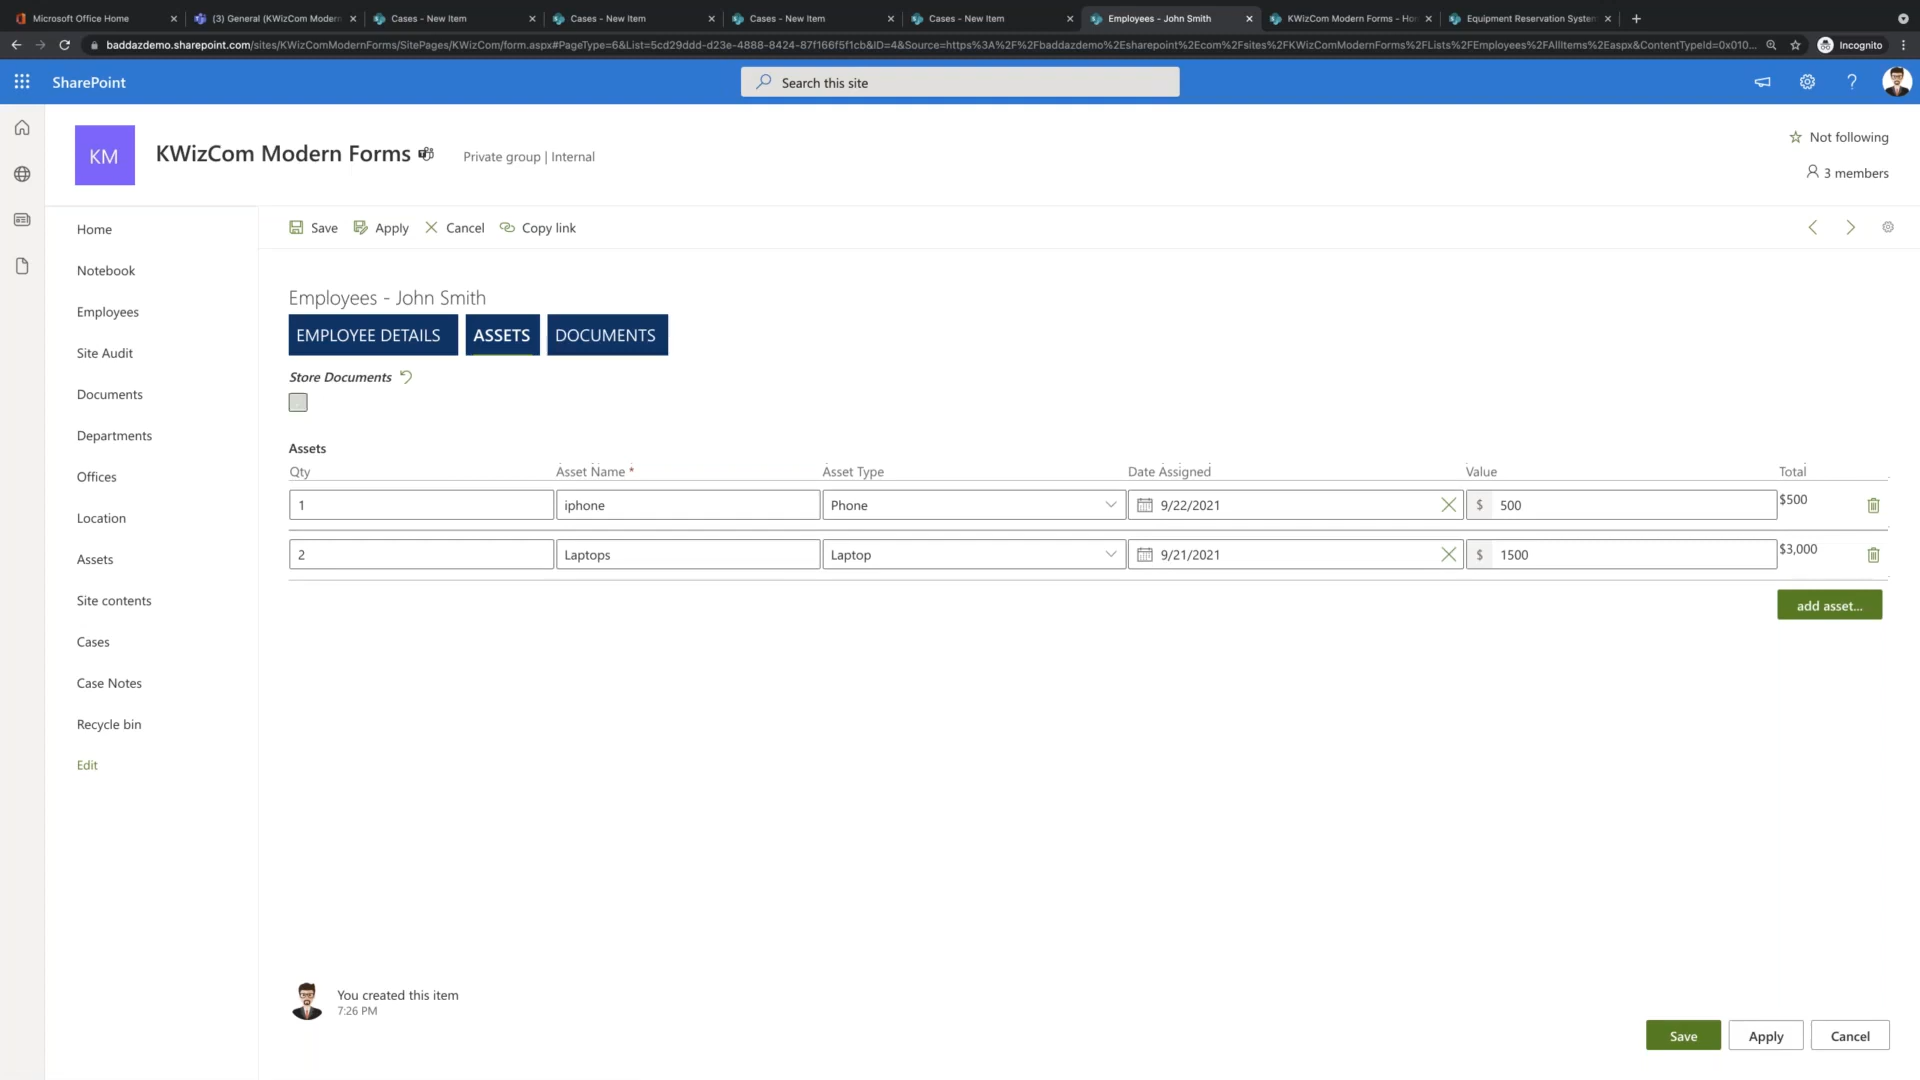 Microsoft Office Home
(3) General (KWizCom Modern
Cases - New Item
Cases - New Item
Cases - New Item
Cases - New Item
Employees - John Smith
KWizCom Modern Forms - Hom
Equipment Reservation System
baddazdemo.sharepoint.com/sites/KWizComModernForms/SitePages/KWizCom/form.aspx#PageType=6&List=5cd29ddd-d23e-4888-8424-87f166f5f1cb&ID=4&Source=https%3A%2F%2Fbaddazdemo%2Esharepoint%2Ecom%2Fsites%2FKWizComModernForms%2FLists%2FEmployees%2FAllItems%2Easpx&ContentTypeId=0x010...
Incognito
SharePoint
Search this site
KM
KWizCom Modern Forms
Private group | Internal
Not following
3 members
Home
Notebook
Employees
Site Audit
Documents
Departments
Offices
Location
Assets
Site contents
Cases
Case Notes
Recycle bin
Edit
Save
Apply
Cancel
Copy link
Employees - John Smith
EMPLOYEE DETAILS
ASSETS
DOCUMENTS
Store Documents
Assets
Qty Asset Name * Asset Type Date Assigned Value Total
1 iphone Phone 9/22/2021 $ 500 $500
2 Laptops Laptop 9/21/2021 $ 1500 $3,000
add asset...
You created this item
7:26 PM
Save
Apply
Cancel